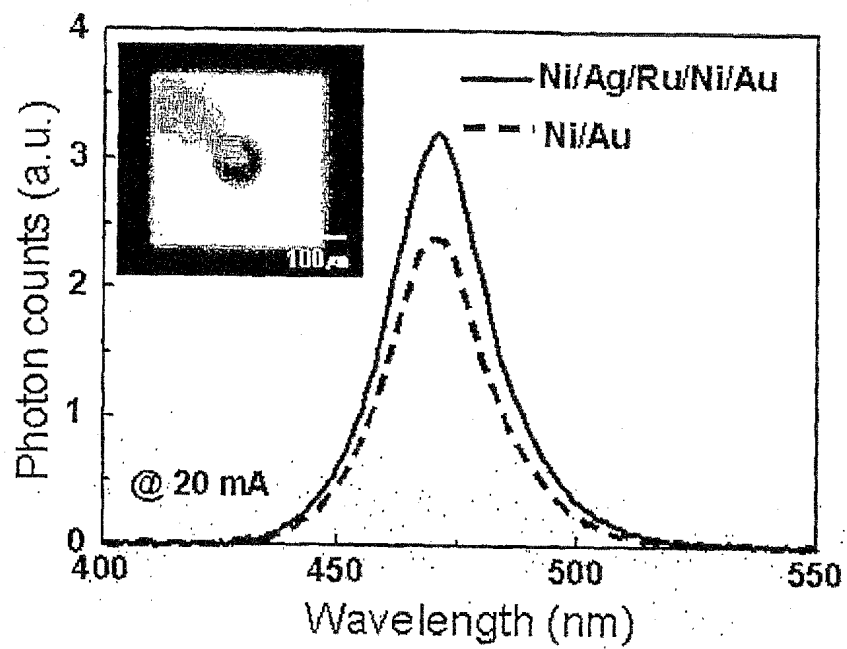 4
Ni/Ag/Ru/Ni/Au
Ni/Au
3
Photon counts (a.u.)
100㎛
2
1
@ 20 mA
0
400
450
500
550
Wavelength (nm)